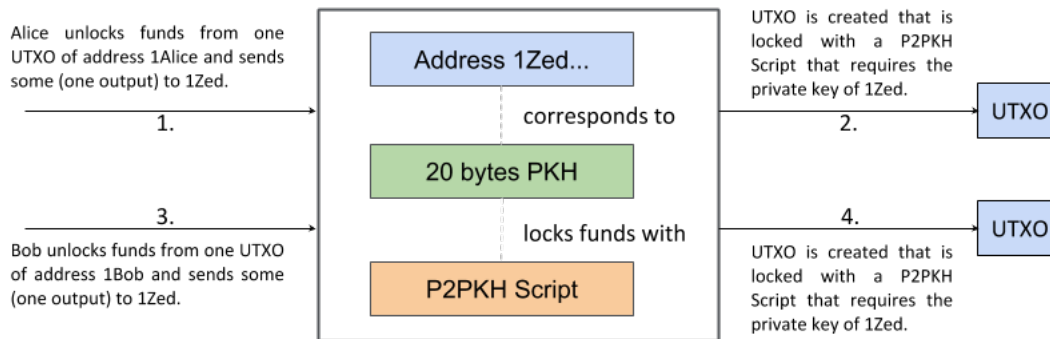 Alice unlocks funds from one
UTXO of address 1Alice and sends
some (one output) to 1Zed.
1.
3.
Bob unlocks funds from one UTXO
of address 1Bob and sends some
(one output) to 1Zed.
Address 1Zed...
corresponds to
20 bytes PKH
locks funds with
P2PKH Script
UTXO is created that is
locked with a P2PKH
Script that requires the
private key of 1Zed.
2.
UTXO
4.
UTXO
UTXO is created that is
locked with a P2PKH
Script that requires the
private key of 1Zed.